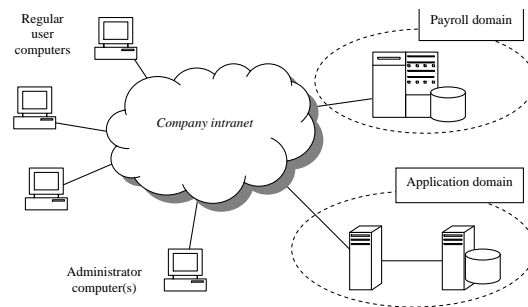 Regular
user
computers
Payroll domain
Company intranet
Application domain
Administrator
computer(s)